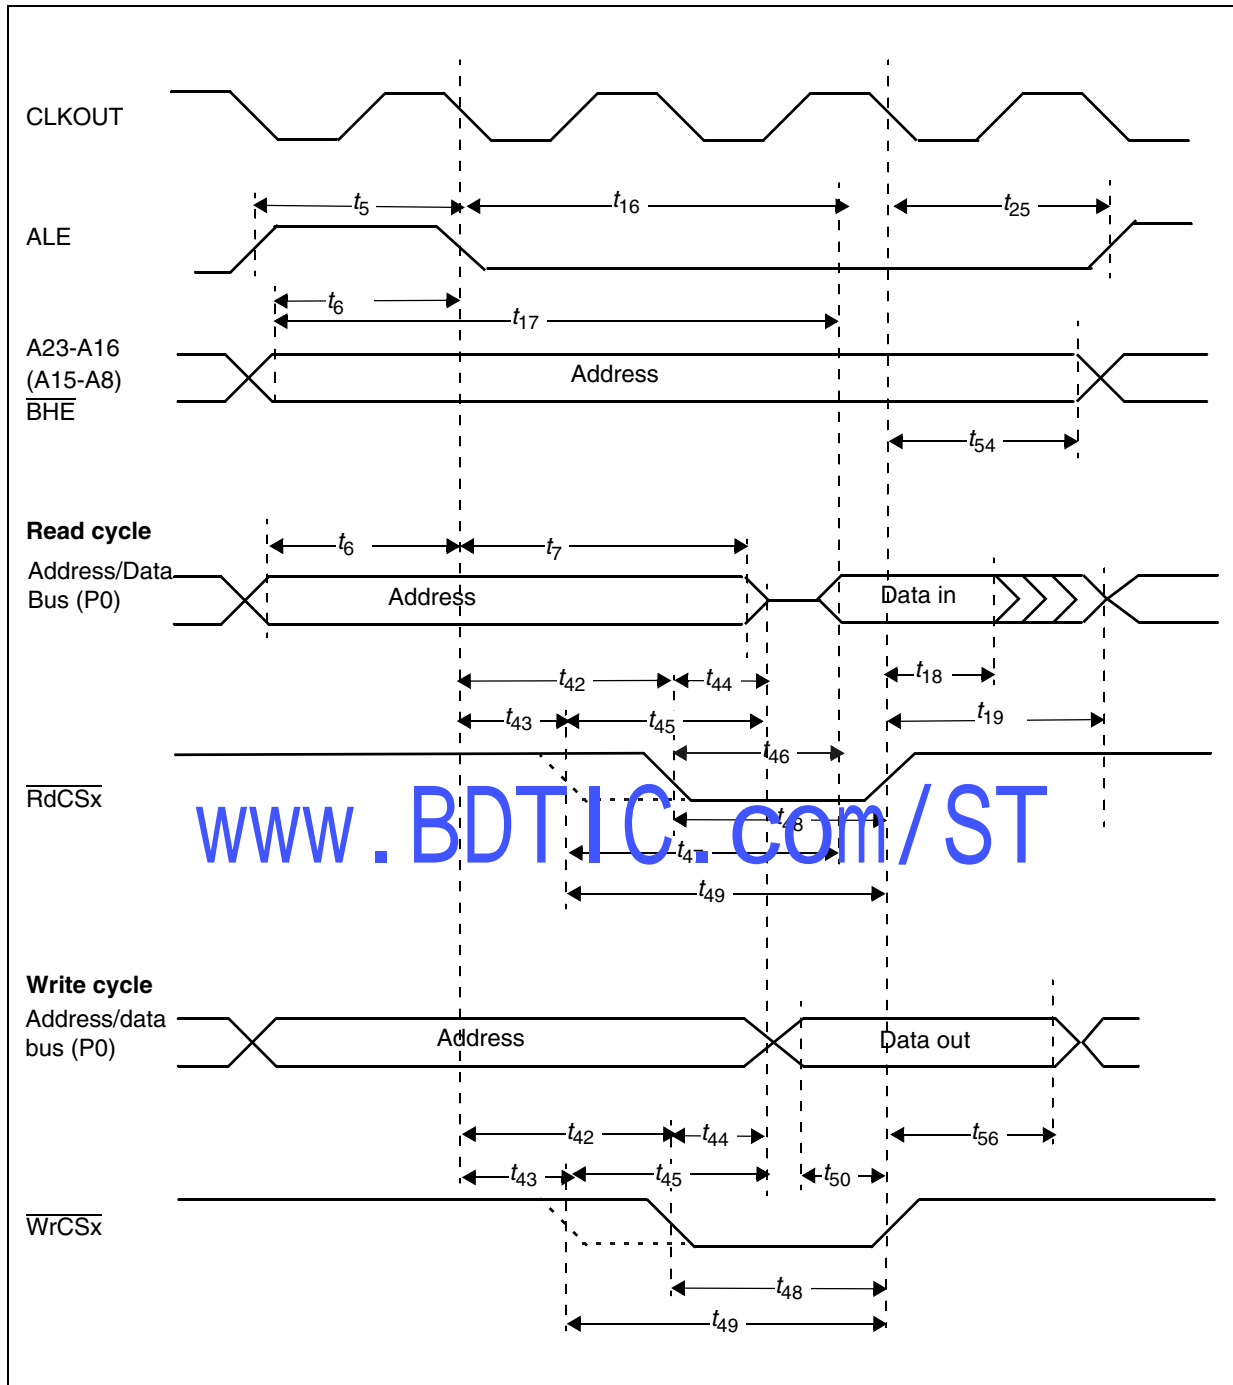 CLKOUT
t5
t16
t25
ALE
t6
t17
A23-A16
(A15-A8)
BHE
Address
t54
Read cycle
t6
t7
Address/Data
Bus (P0)
Address
Data in
t42
t44
t18
t43
t45
t19
t46
RdCSx
t48
www.BDTIC.com/ST
t49
Write cycle
Address/data
bus (P0)
Address
Data out
t42
t44
t56
t43
t45
t50
WrCSx
t48
t49